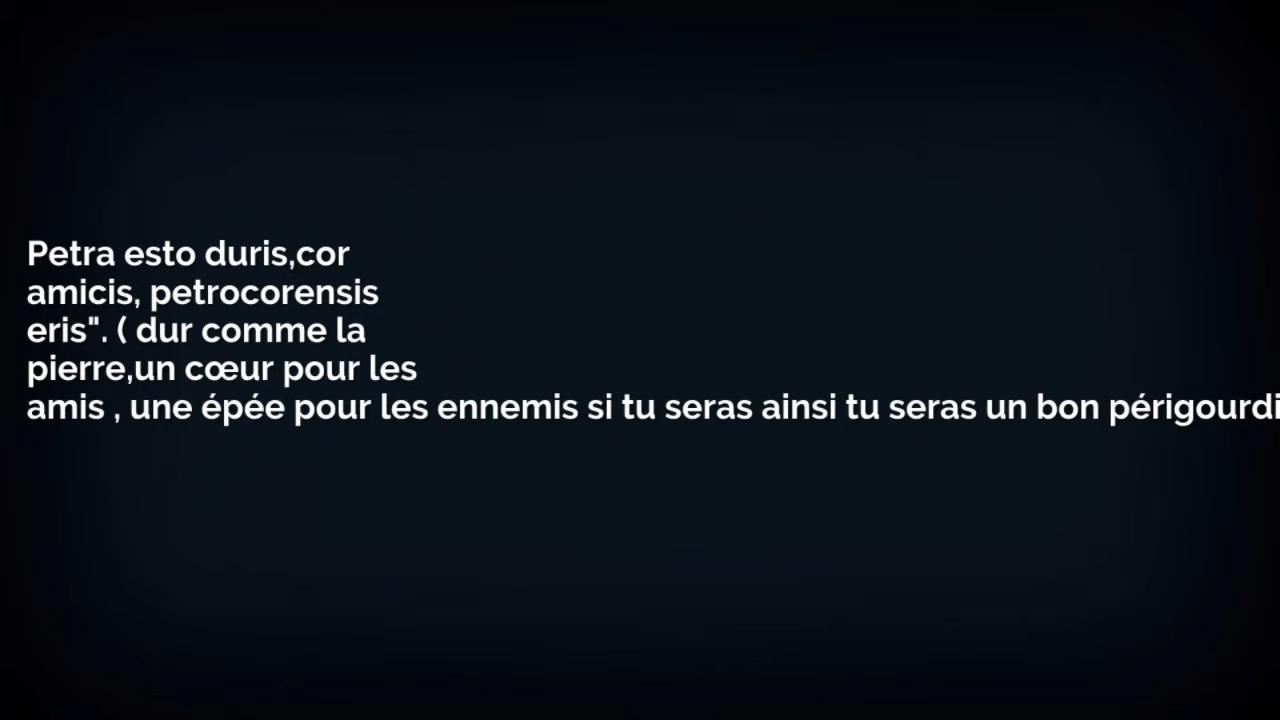 Petra esto duris,cor
amicis, petrocorensis
eris". ( dur comme la
pierre,un cœur pour les
amis , une épée pour les ennemis si tu seras ainsi tu seras un bon périgourdi